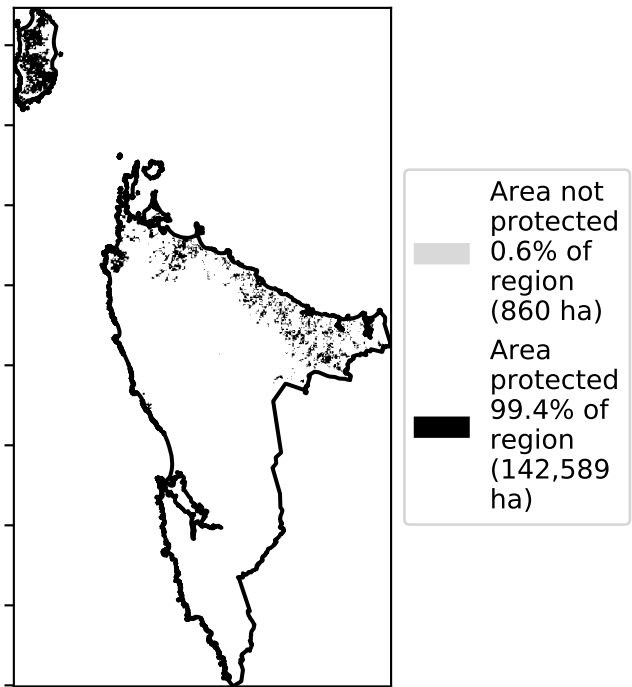 Area not
protected
0.6% of
region
(860 ha)
Area
protected
99.4% of
region
(142,589
ha)